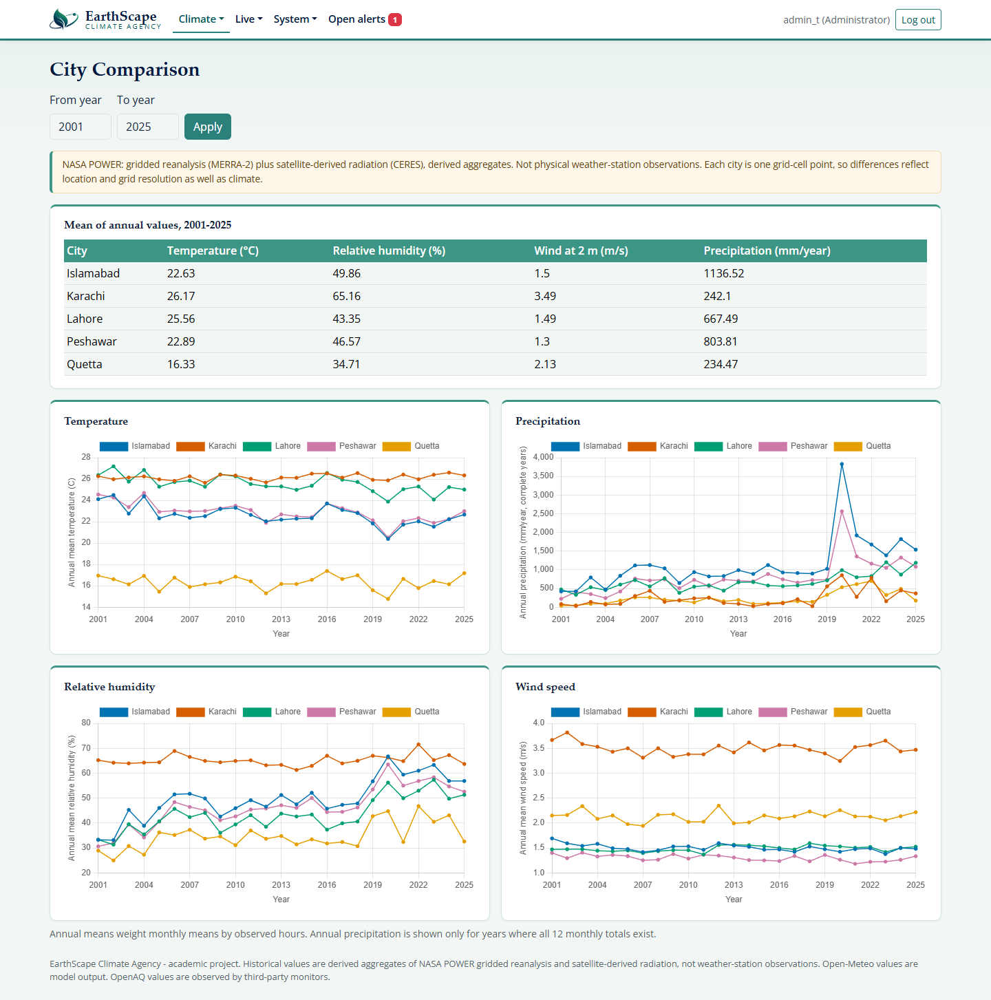 EarthScape
CLIMATE AGENCY
Climate Live System Open alerts 1
admin_t (Administrator) Log out
City Comparison
From year To year
2001 2025 Apply
NASA POWER: gridded reanalysis (MERRA-2) plus satellite-derived radiation (CERES), derived aggregates. Not physical weather-station observations. Each city is one grid-cell point, so differences reflect
location and grid resolution as well as climate.
Mean of annual values, 2001-2025
City Temperature (°C) Relative humidity (%) Wind at 2 m (m/s) Precipitation (mm/year)
Islamabad 22.63 49.86 1.5 1136.52
Karachi 26.17 65.16 3.49 242.1
Lahore 25.56 43.35 1.49 667.49
Peshawar 22.89 46.57 1.3 803.81
Quetta 16.33 34.71 2.13 234.47
Temperature
Islamabad Karachi Lahore Peshawar Quetta
Annual mean temperature (C)
28
26
24
22
20
18
16
14
2001 2004 2007 2010 2013 2016 2019 2022 2025
Year
Precipitation
Islamabad Karachi Lahore Peshawar Quetta
Annual precipitation (mm/year, complete years)
4,000
3,500
3,000
2,500
2,000
1,500
1,000
500
0
2001 2004 2007 2010 2013 2016 2019 2022 2025
Year
Relative humidity
Islamabad Karachi Lahore Peshawar Quetta
Annual mean relative humidity (%)
80
70
60
50
40
30
20
2001 2004 2007 2010 2013 2016 2019 2022 2025
Year
Wind speed
Islamabad Karachi Lahore Peshawar Quetta
Annual mean wind speed (m/s)
4.0
3.5
3.0
2.5
2.0
1.5
1.0
2001 2004 2007 2010 2013 2016 2019 2022 2025
Year
Annual means weight monthly means by observed hours. Annual precipitation is shown only for years where all 12 monthly totals exist.
EarthScape Climate Agency - academic project. Historical values are derived aggregates of NASA POWER gridded reanalysis and satellite-derived radiation, not weather-station observations. Open-Meteo values are
model output. OpenAQ values are observed by third-party monitors.